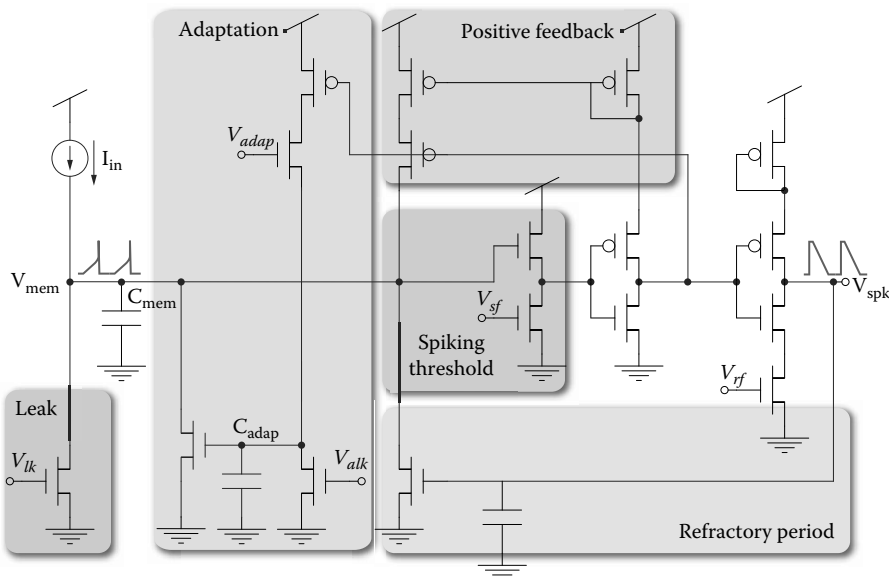 Adaptation
Positive feedback
V_adap
I_in
V_mem
C_mem
V_sf
V_spk
Spiking
threshold
V_rf
Leak
C_adap
V_lk
V_alk
Refractory period